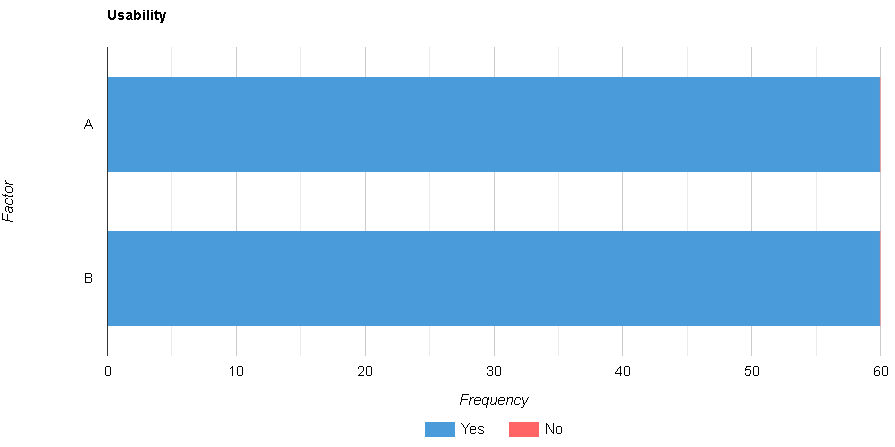 Usability
A
Factor
B
0 10 20 30 40 50 60
Frequency
Yes No